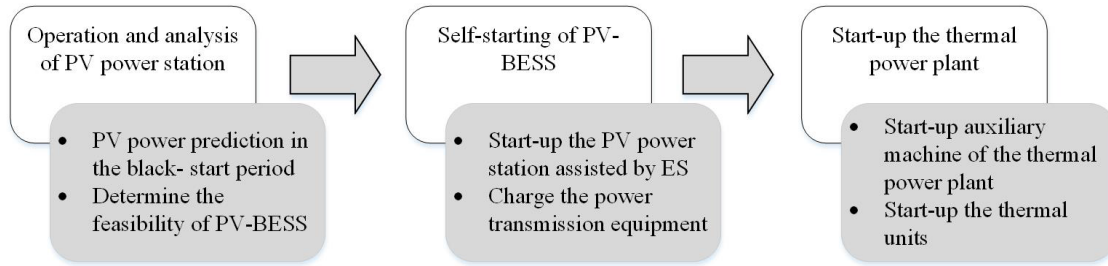 Operation and analysis
of PV power station
• PV power prediction in
the black- start period
• Determine the
feasibility of PV-BESS
Self-starting of PV-
BESS
• Start-up the PV power
station assisted by ES
• Charge the power
transmission equipment
Start-up the thermal
power plant
• Start-up auxiliary
machine of the thermal
power plant
• Start-up the thermal
units